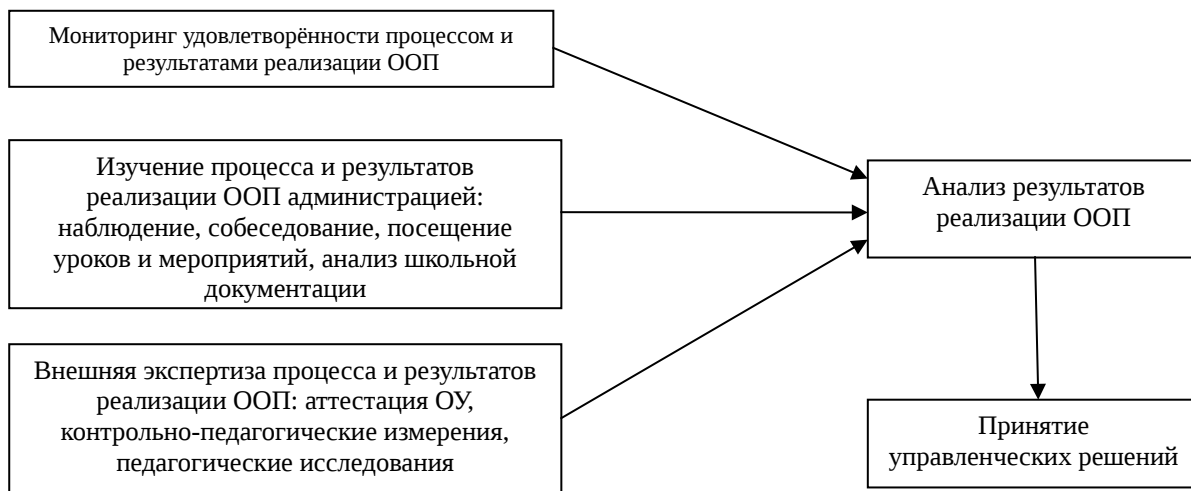 Мониторинг удовлетворённости процессом и
результатами реализации ООП
Изучение процесса и результатов
реализации ООП администрацией:
наблюдение, собеседование, посещение
уроков и мероприятий, анализ школьной
документации
Внешняя экспертиза процесса и результатов
реализации ООП: аттестация ОУ,
контрольно-педагогические измерения,
педагогические исследования
Анализ результатов
реализации ООП
Принятие
управленческих решений